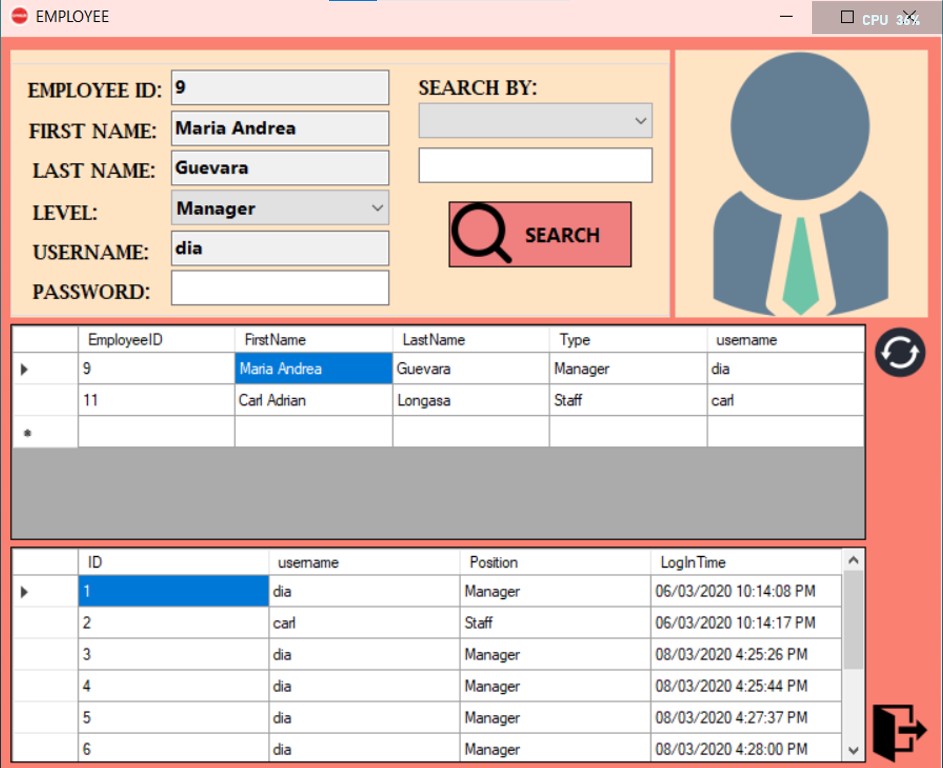 EMPLOYEE
CPU 36%
EMPLOYEE ID: 9
SEARCH BY:
FIRST NAME: Maria Andrea
LAST NAME: Guevara
LEVEL: Manager
SEARCH
USERNAME: dia
PASSWORD:
EmployeeID FirstName LastName Type username
9 Maria Andrea Guevara Manager dia
11 Carl Adrian Longasa Staff carl
ID username Position LogInTime
1 dia Manager 06/03/2020 10:14:08 PM
2 carl Staff 06/03/2020 10:14:17 PM
3 dia Manager 08/03/2020 4:25:26 PM
4 dia Manager 08/03/2020 4:25:44 PM
5 dia Manager 08/03/2020 4:27:37 PM
6 dia Manager 08/03/2020 4:28:00 PM